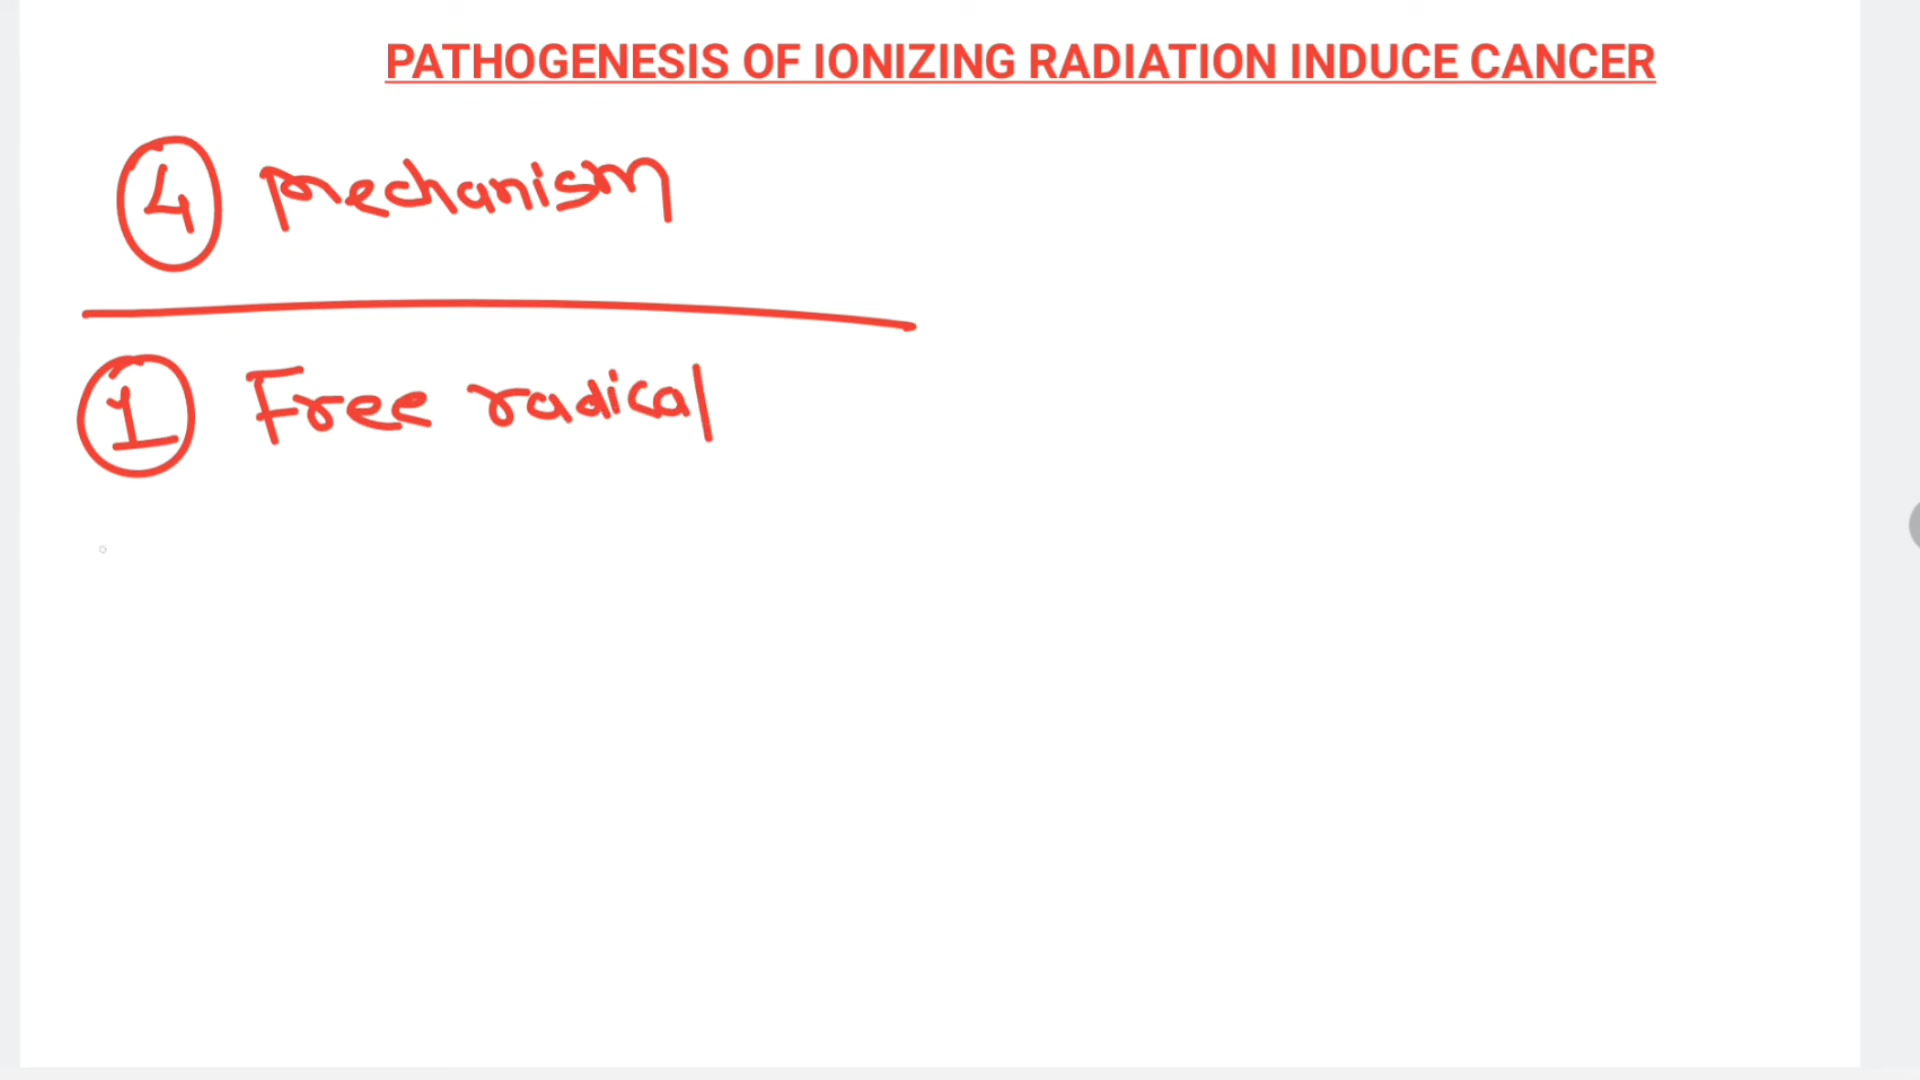 PATHOGENESIS OF IONIZING RADIATION INDUCE CANCER
4 mechanism
1 Free radical